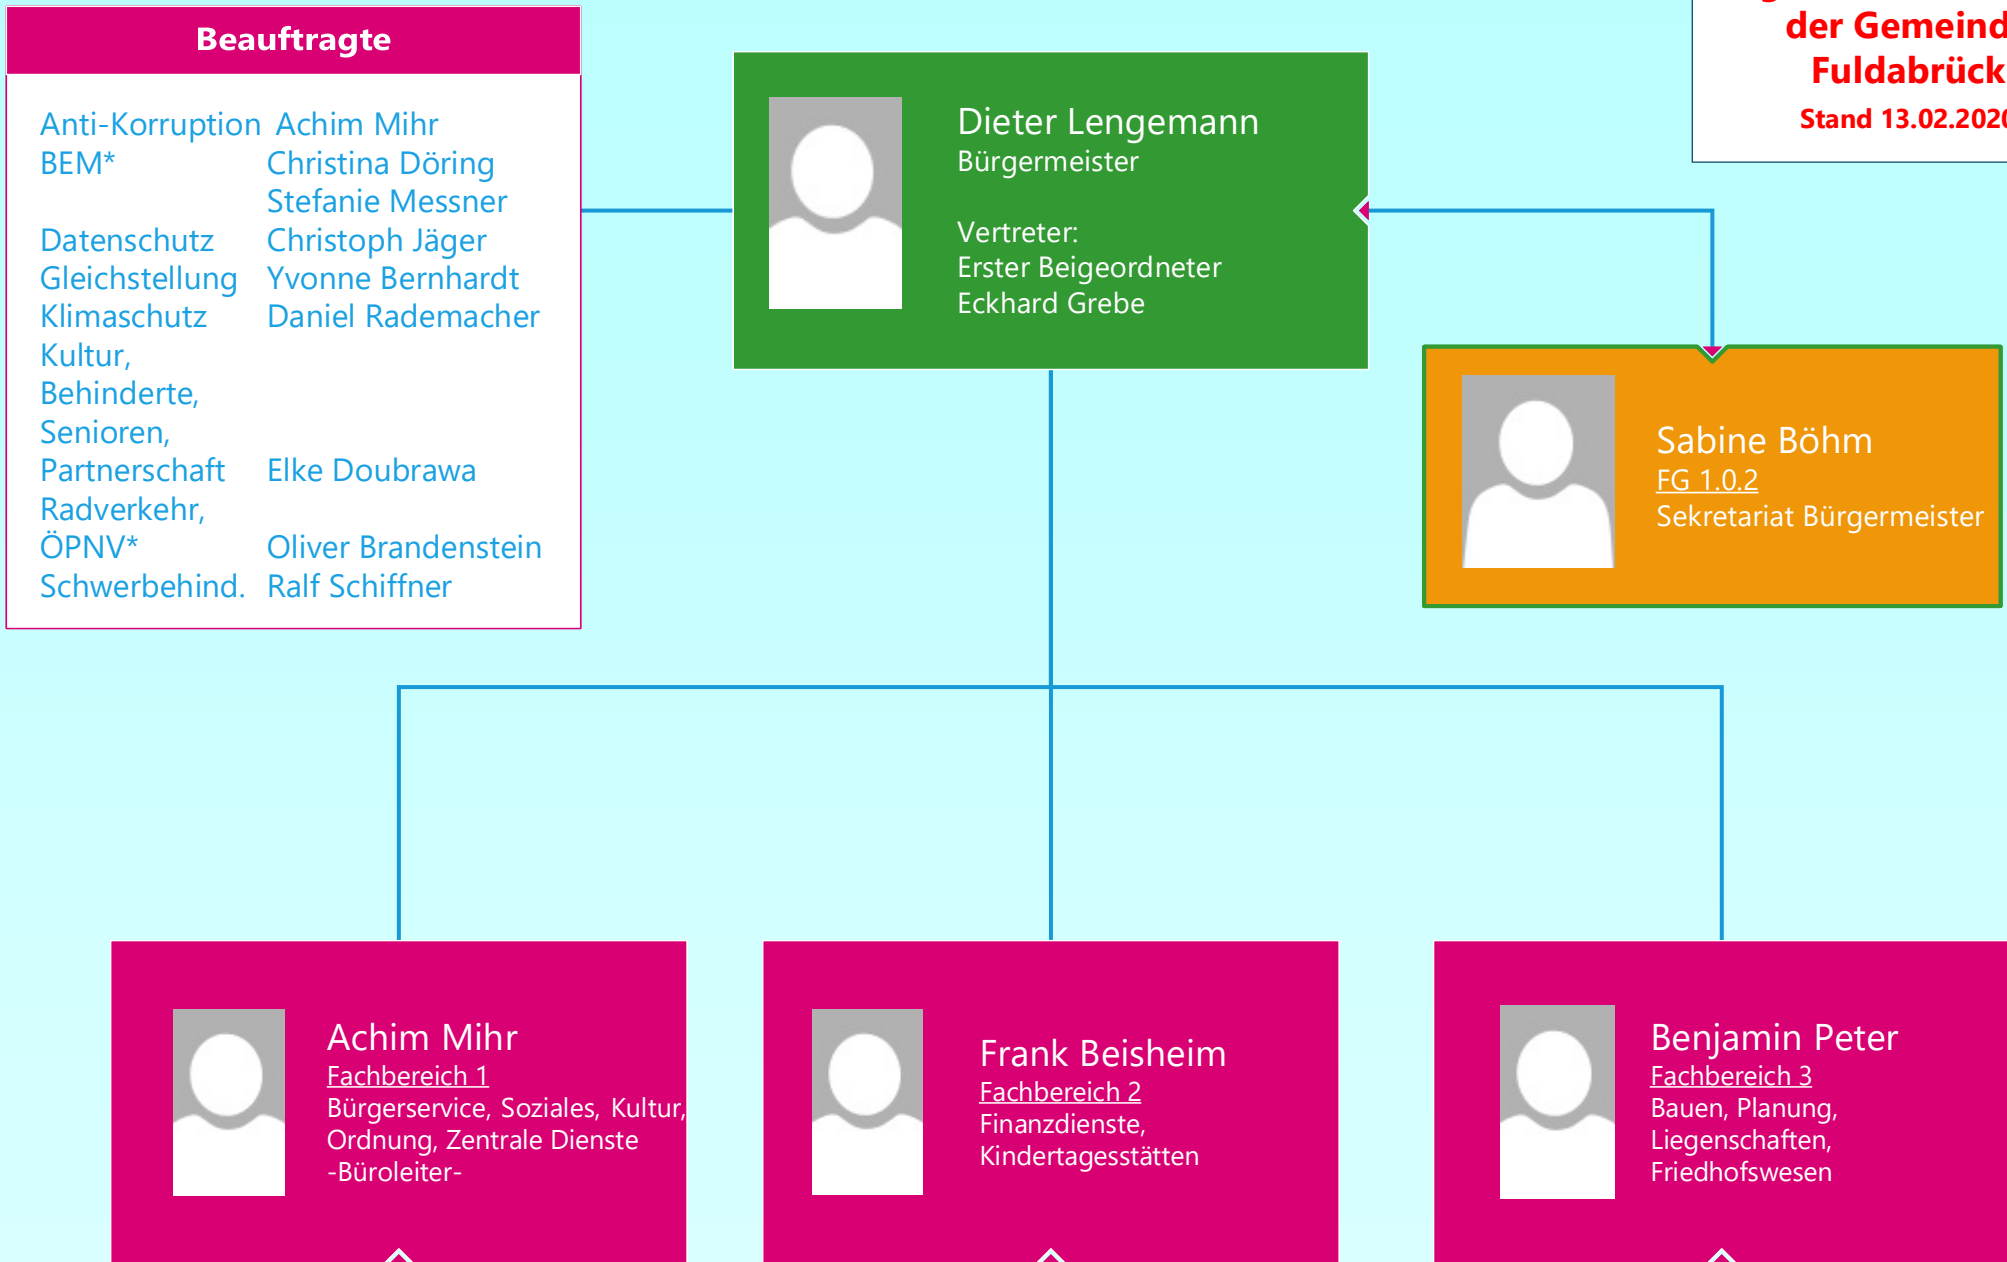 Beauftragte
Anti-Korruption Achim Mihr
BEM* Christina Döring
Stefanie Messner
Datenschutz Christoph Jäger
Gleichstellung Yvonne Bernhardt
Klimaschutz Daniel Rademacher
Kultur,
Behinderte,
Senioren,
Partnerschaft Elke Doubrawa
Radverkehr,
ÖPNV* Oliver Brandenstein
Schwerbehind. Ralf Schiffner
Dieter Lengemann
Bürgermeister
Vertreter:
Erster Beigeordneter
Eckhard Grebe
der Gemeind
Fuldabrück
Stand 13.02.2020
Sabine Böhm
FG 1.0.2
Sekretariat Bürgermeister
Achim Mihr
Fachbereich 1
Bürgerservice, Soziales, Kultur,
Ordnung, Zentrale Dienste
-Büroleiter-
Frank Beisheim
Fachbereich 2
Finanzdienste,
Kindertagesstätten
Benjamin Peter
Fachbereich 3
Bauen, Planung,
Liegenschaften,
Friedhofswesen